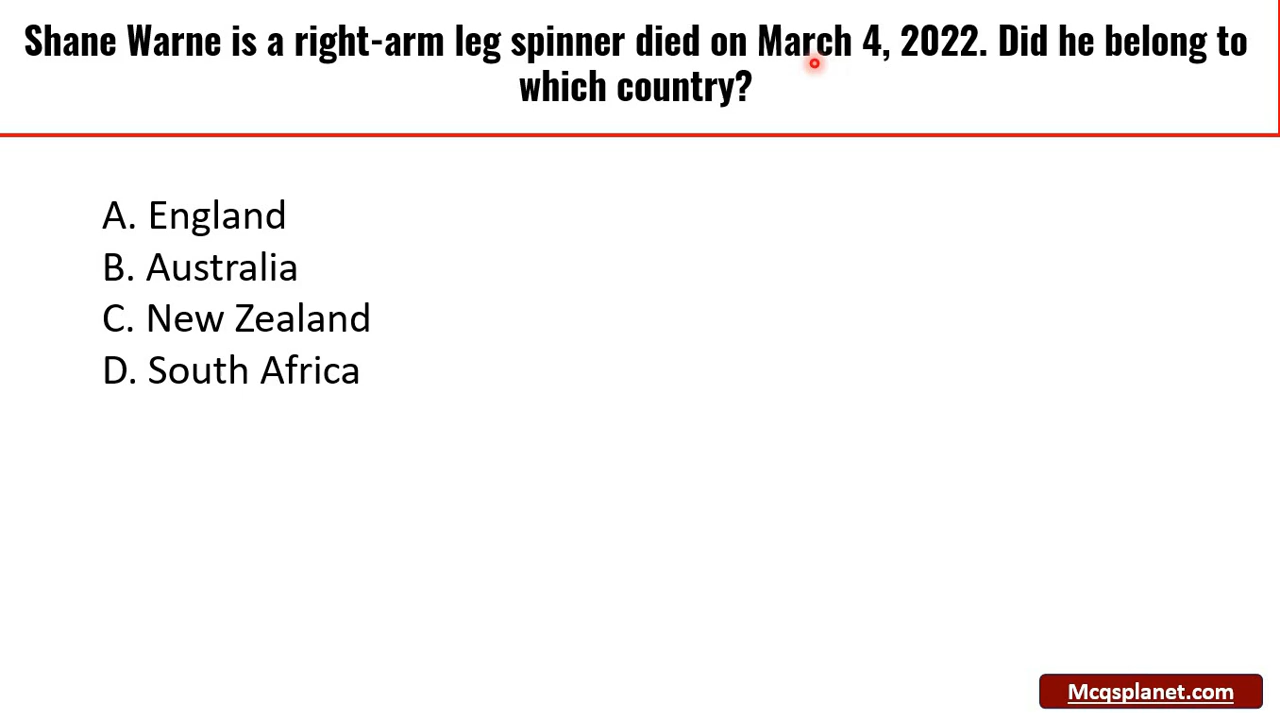 Shane Warne is a right-arm leg spinner died on March 4, 2022. Did he belong to
which country?
A. England
B. Australia
C. New Zealand
D. South Africa
Mcqsplanet.com